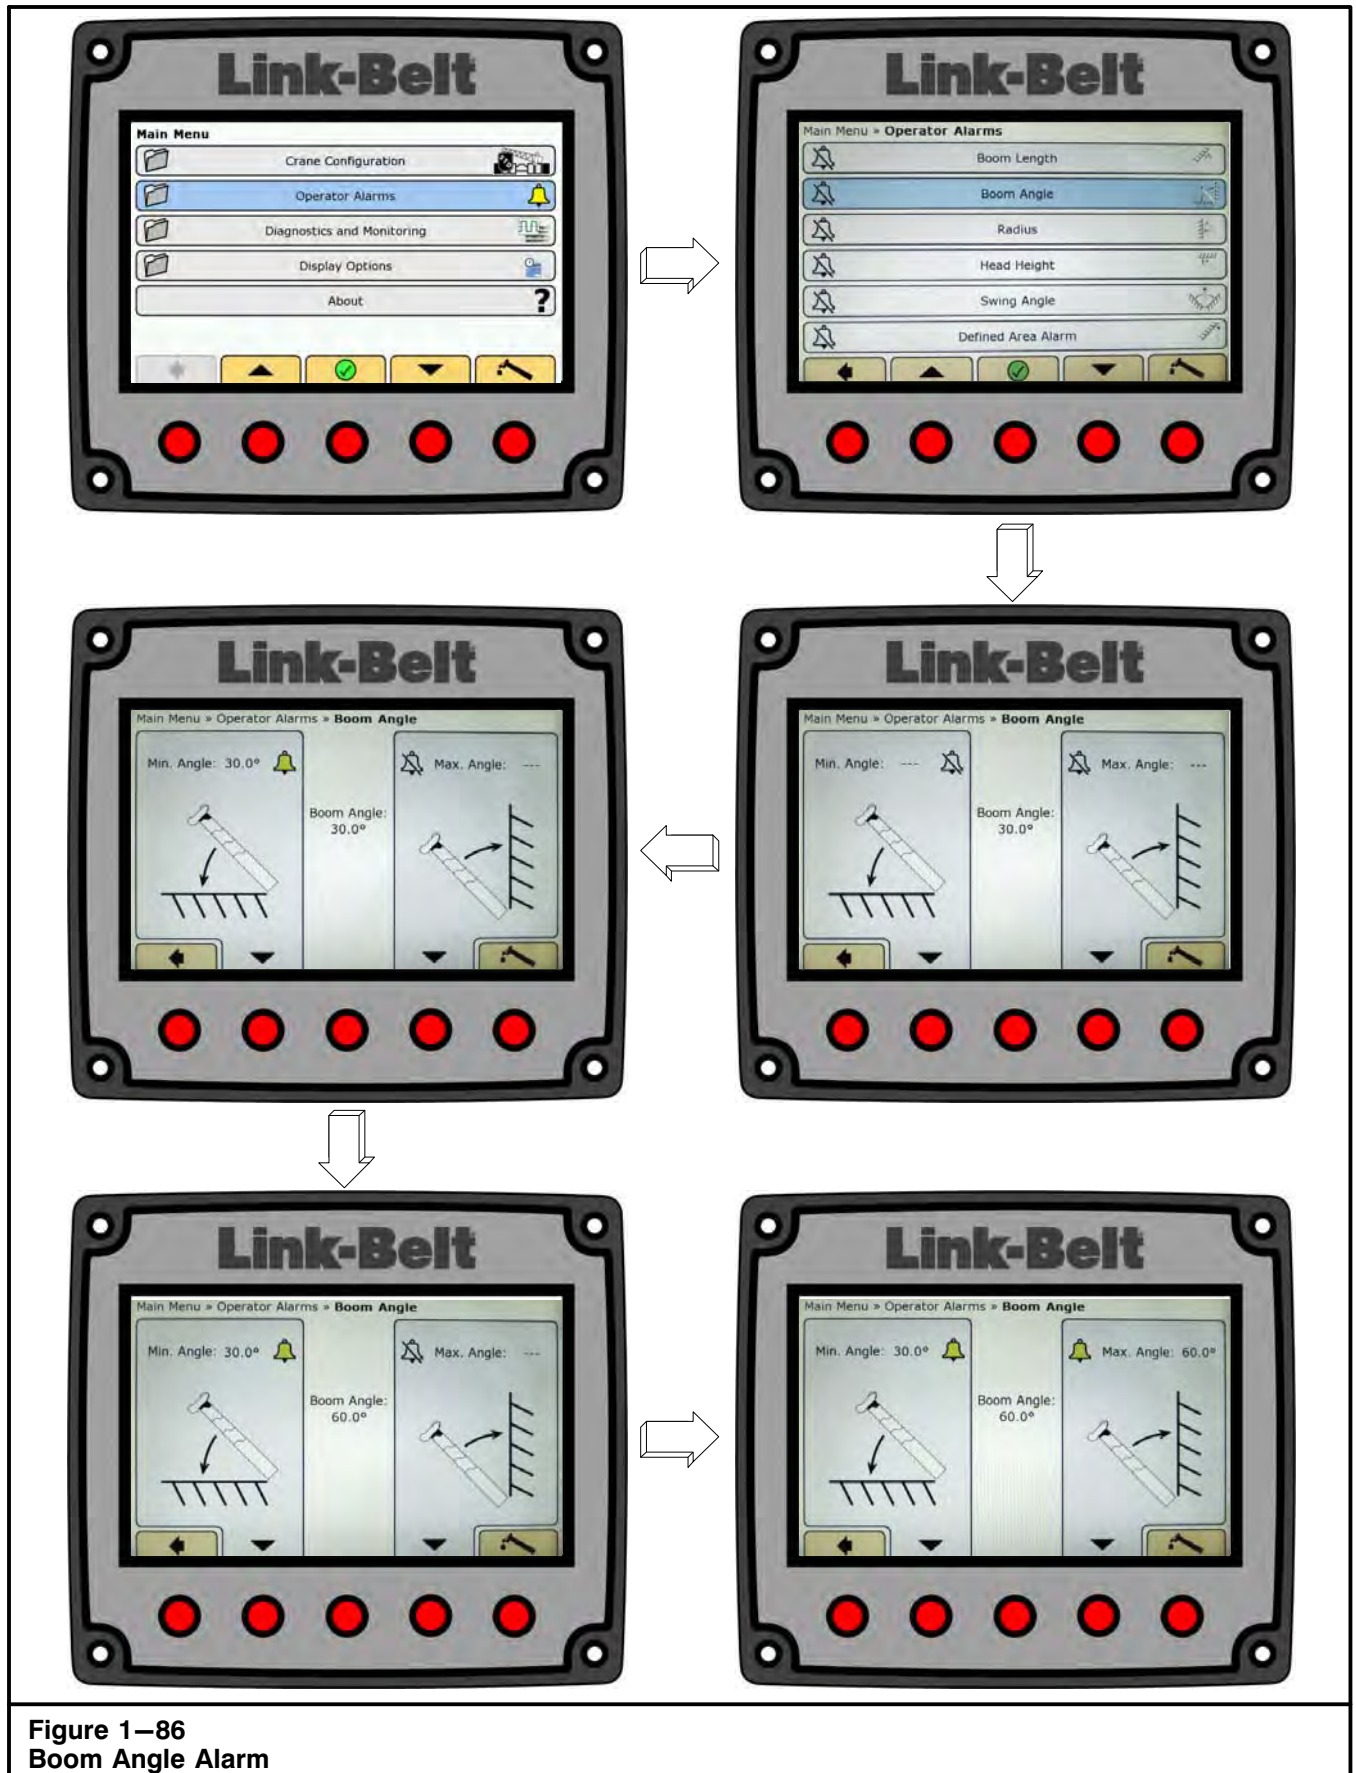 Link-Belt
Main Menu
Crane Configuration
Operator Alarms
Diagnostics and Monitoring
Display Options
About
?
Link-Belt
Main Menu » Operator Alarms
Boom Length
Boom Angle
Radius
Head Height
Swing Angle
Defined Area Alarm
Link-Belt
Main Menu » Operator Alarms » Boom Angle
Min. Angle: ---
Max. Angle: ---
Boom Angle:
30.0°
Link-Belt
Main Menu » Operator Alarms » Boom Angle
Min. Angle: 30.0°
Max. Angle: ---
Boom Angle:
30.0°
Link-Belt
Main Menu » Operator Alarms » Boom Angle
Min. Angle: 30.0°
Max. Angle: ---
Boom Angle:
60.0°
Link-Belt
Main Menu » Operator Alarms » Boom Angle
Min. Angle: 30.0°
Max. Angle: 60.0°
Boom Angle:
60.0°
Figure 1—86
Boom Angle Alarm